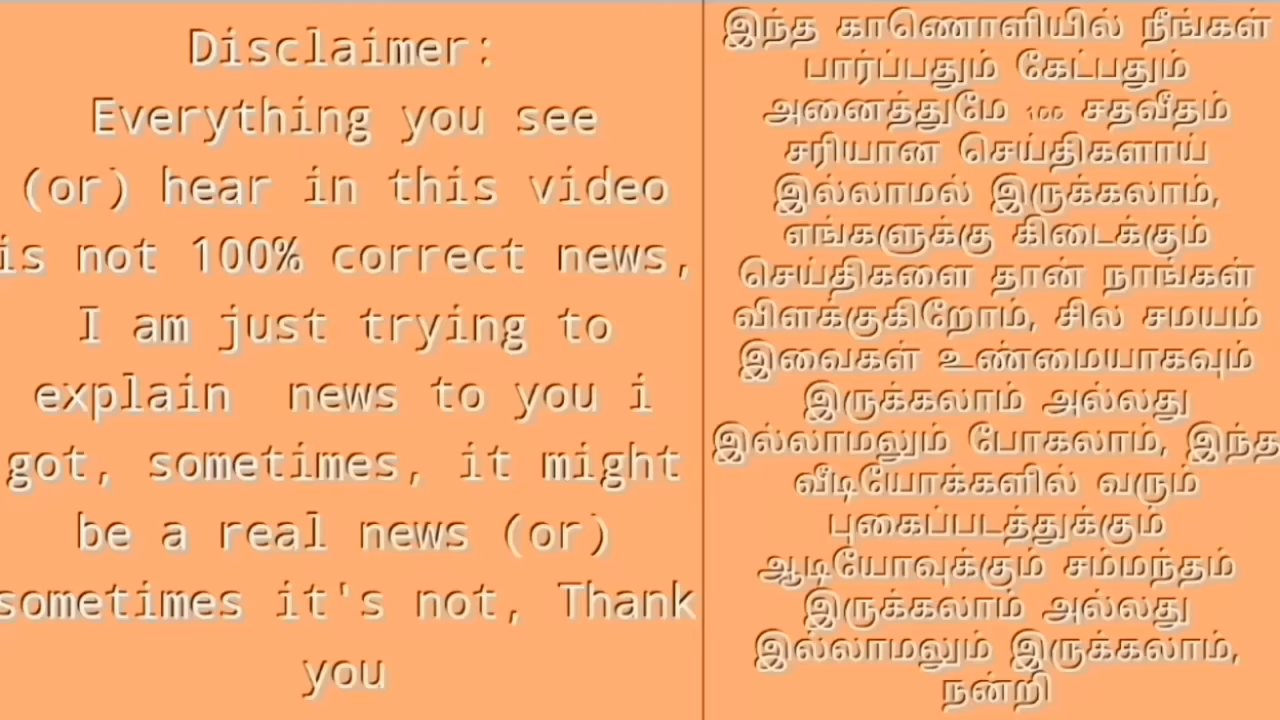 Disclaimer:
Everything you see
(or) hear in this video
is not 100% correct news,
I am just trying to
explain  news to you i
got, sometimes, it might
be a real news (or)
sometimes it's not, Thank
you
இந்த காணொளியில் நீங்கள்
பார்ப்பதும் கேட்பதும்
அனைத்துமே 100 சதவீதம்
சரியான செய்திகளாய்
இல்லாமல் இருக்கலாம்,
எங்களுக்கு கிடைக்கும்
செய்திகளை தான் நாங்கள்
விளக்குகிறோம், சில சமயம்
இவைகள் உண்மையாகவும்
இருக்கலாம் அல்லது
இல்லாமலும் போகலாம், இந்த
வீடியோக்களில் வரும்
புகைப்படத்துக்கும்
ஆடியோவுக்கும் சம்மந்தம்
இருக்கலாம் அல்லது
இல்லாமலும் இருக்கலாம்,
நன்றி